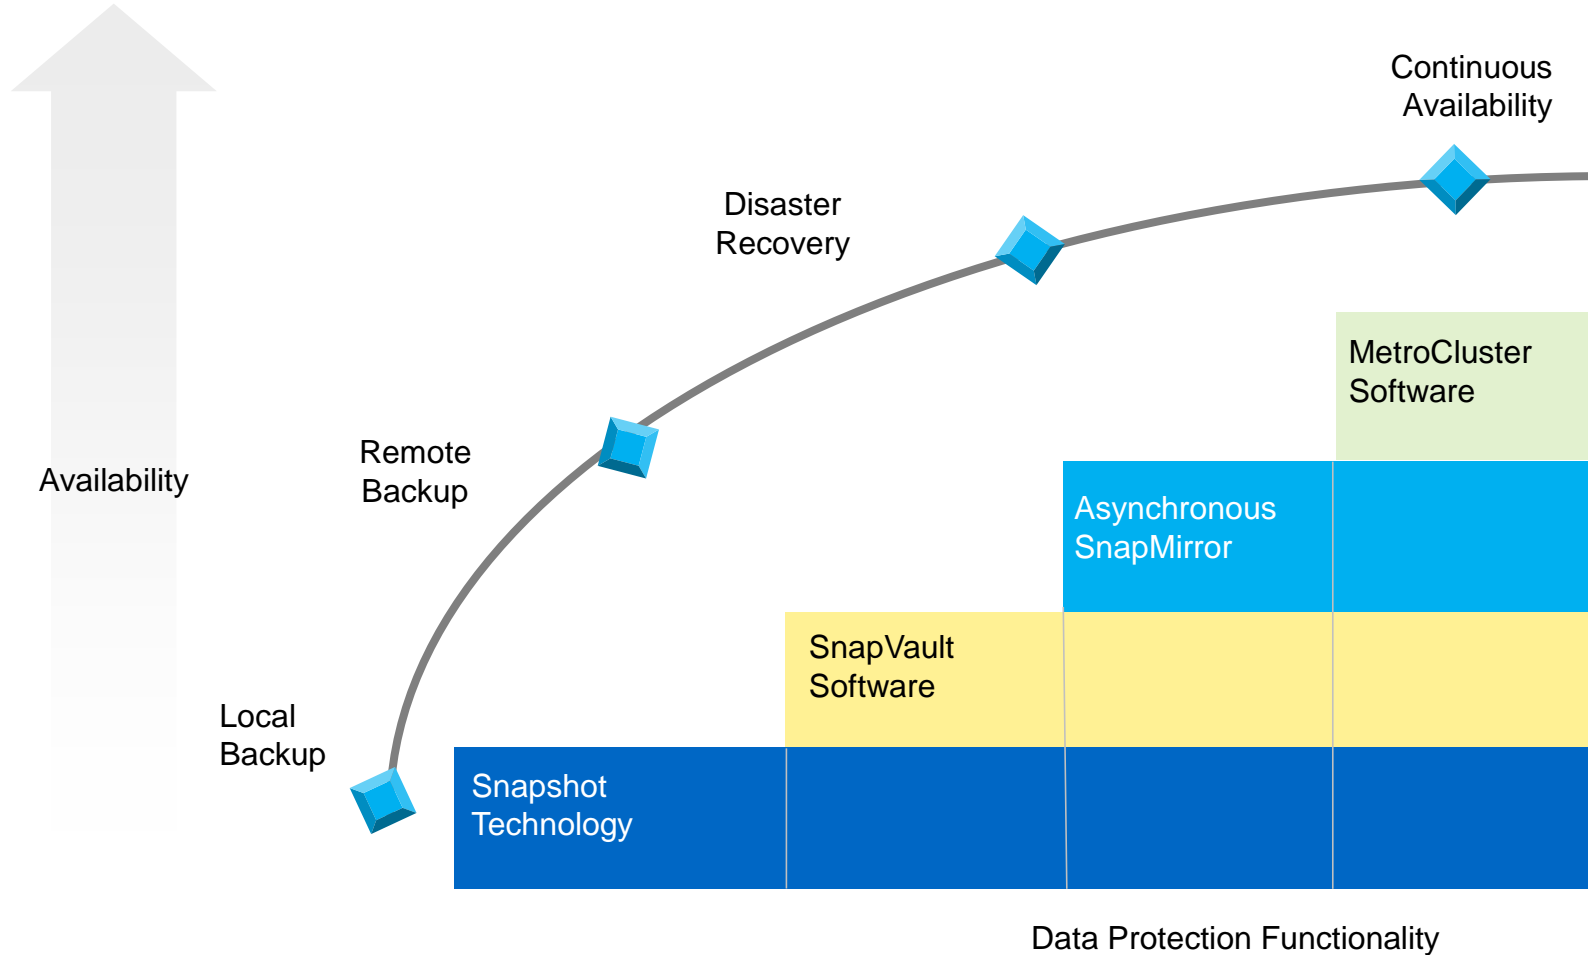 Continuous
Availability
Disaster
Recovery
MetroCluster
Software
Remote
Backup
Availability
Asynchronous
SnapMirror
SnapVault
Software
Local
Backup
Snapshot
Technology
Data Protection Functionality